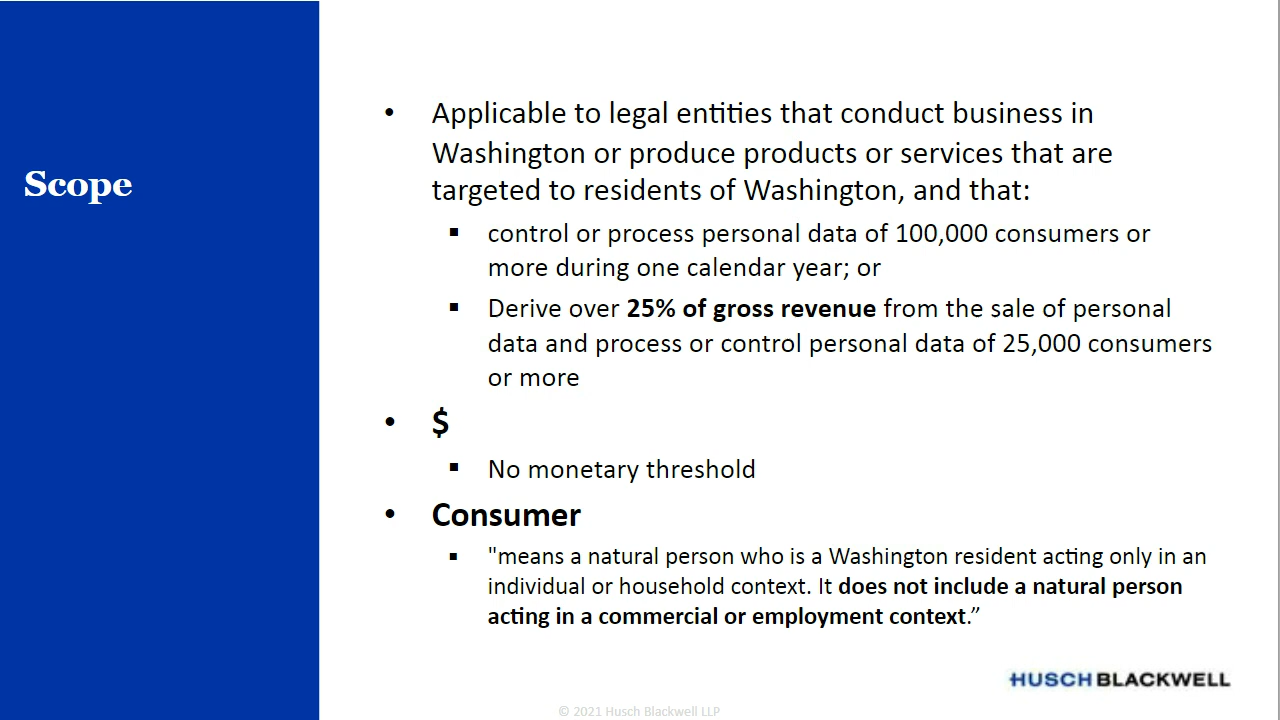 Scope
• Applicable to legal entities that conduct business in
Washington or produce products or services that are
targeted to residents of Washington, and that:
▪ control or process personal data of 100,000 consumers or
more during one calendar year; or
▪ Derive over 25% of gross revenue from the sale of personal
data and process or control personal data of 25,000 consumers
or more
• $
▪ No monetary threshold
• Consumer
▪ "means a natural person who is a Washington resident acting only in an
individual or household context. It does not include a natural person
acting in a commercial or employment context.”
HUSCH BLACKWELL
© 2021 Husch Blackwell LLP